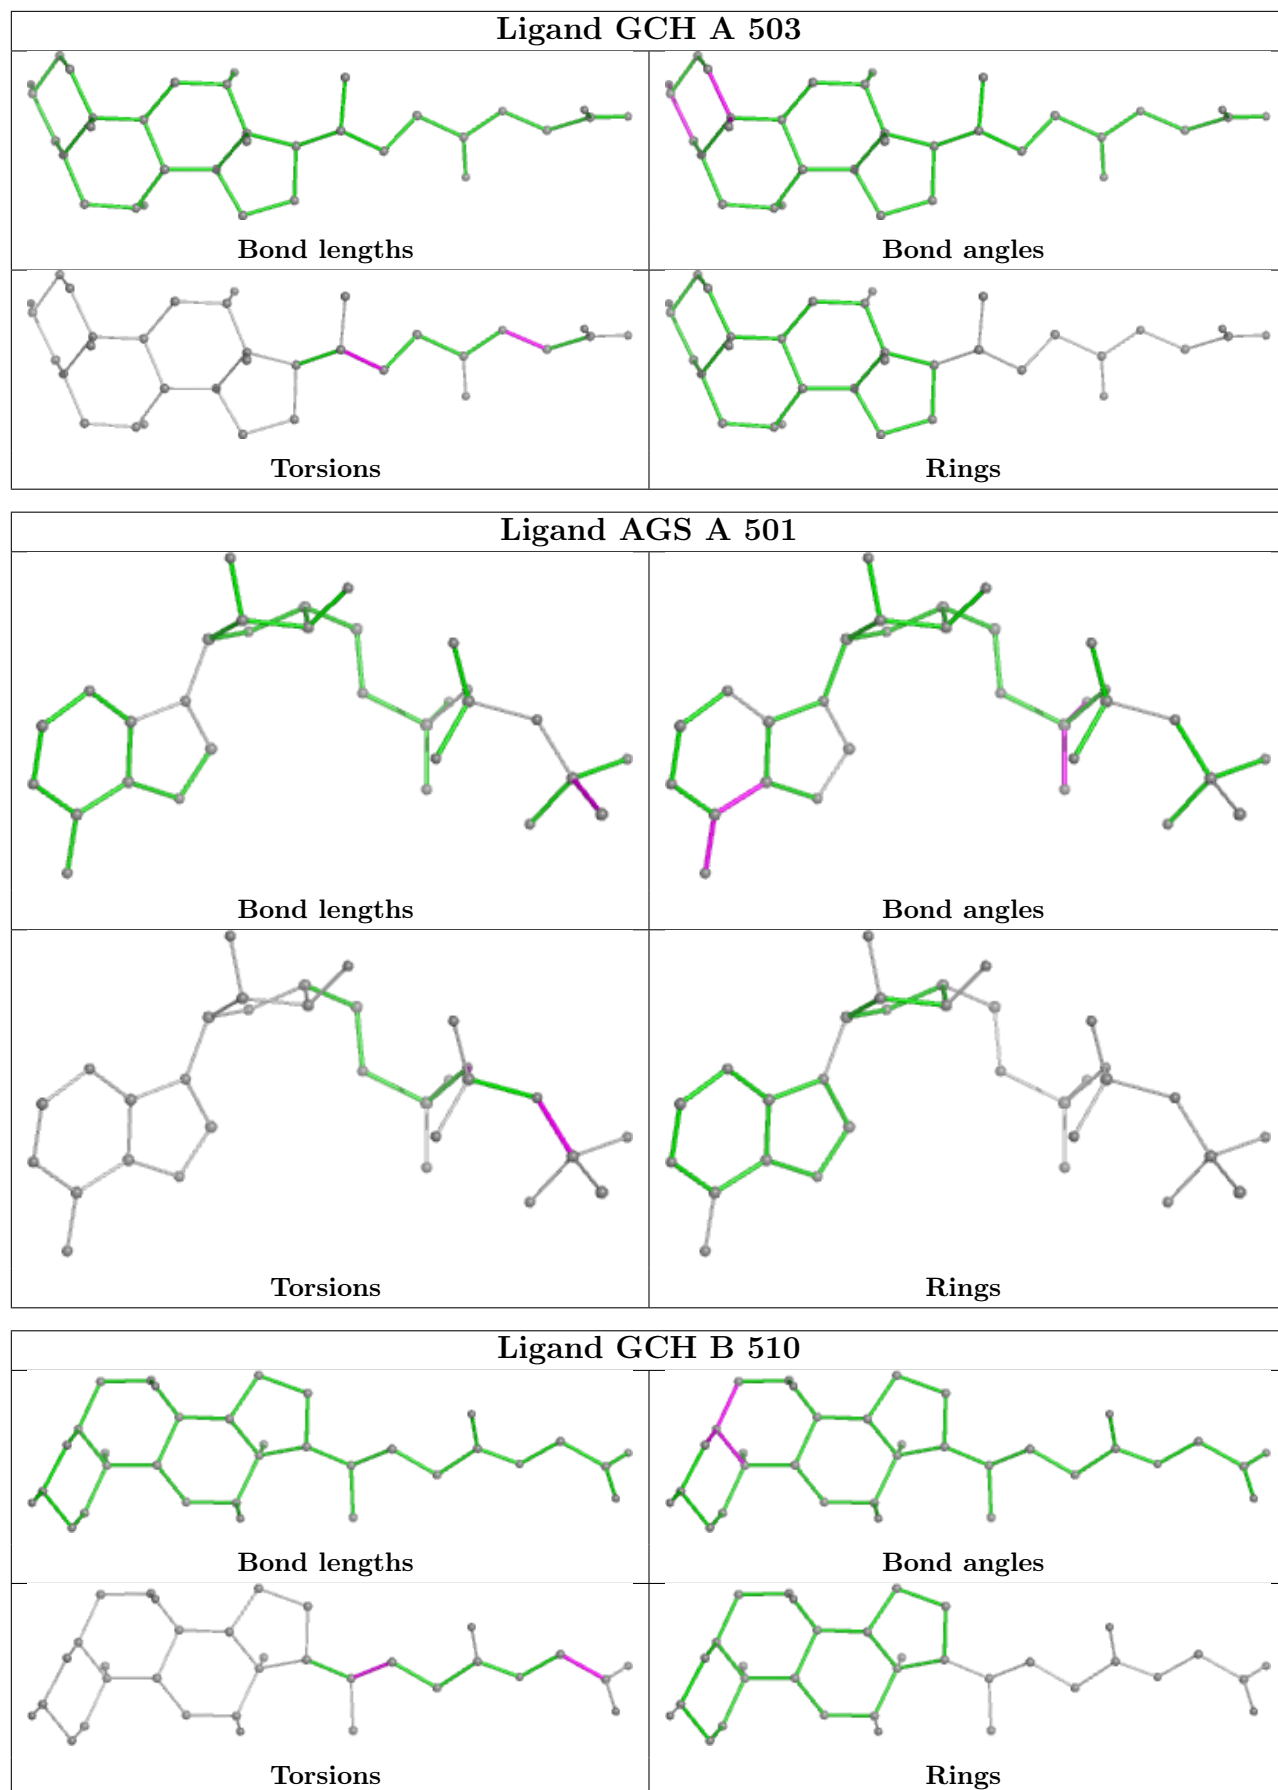 Ligand GCH A 503
Bond lengths
Bond angles
Torsions
Rings
Ligand AGS A 501
Bond lengths
Bond angles
Torsions
Rings
Ligand GCH B 510
Bond lengths
Bond angles
Torsions
Rings